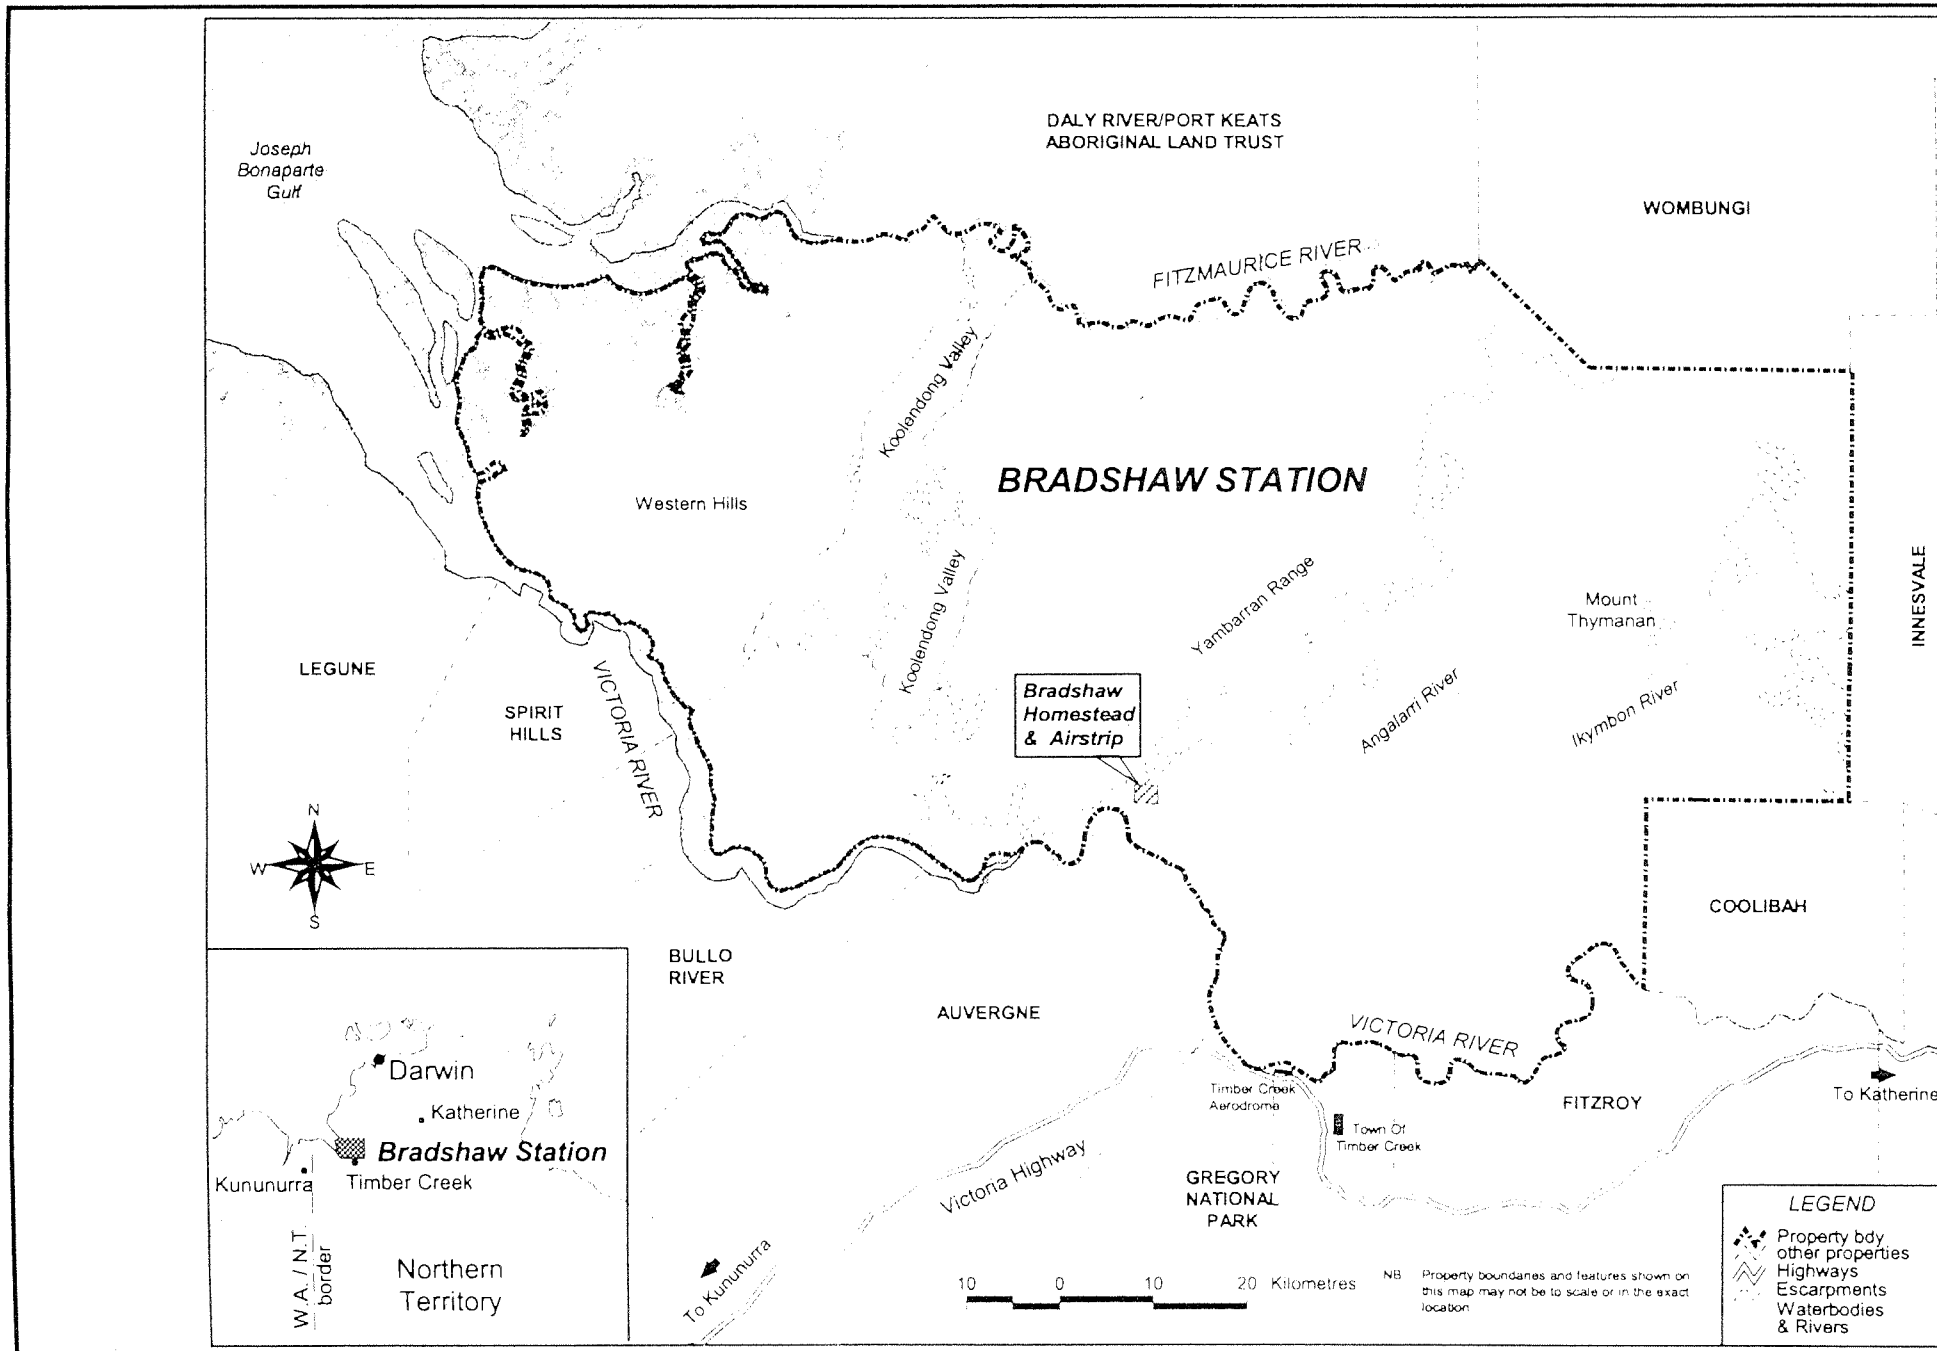 DALY RIVER/PORT KEATS
ABORIGINAL LAND TRUST
Joseph
Bonaparte
Gulf
WOMBUNGI
FITZMAURICE RIVER
Koolendong Valley
BRADSHAW STATION
Western Hills
INNESVALE
Koolendong Valley
Yambarran Range
Mount
Thymanan
LEGUNE
SPIRIT
HILLS
VICTORIA RIVER
Bradshaw
Homestead
& Airstrip
Angalarri River
Ikymbon River
N
W
E
S
COOLIBAH
BULLO
RIVER
AUVERGNE
VICTORIA RIVER
Timber Creek
Aerodrome
FITZROY
To Katherine
Town Of
Timber Creek
Victoria Highway
GREGORY
NATIONAL
PARK
To Kununurra
Darwin
Katherine
Bradshaw Station
Kununurra
Timber Creek
W.A. / N.T.
border
Northern
Territory
10 0 10 20 Kilometres
NB Property boundaries and features shown on
this map may not be to scale or in the exact
location
LEGEND
Property bdy
other properties
Highways
Escarpments
Waterbodies
& Rivers